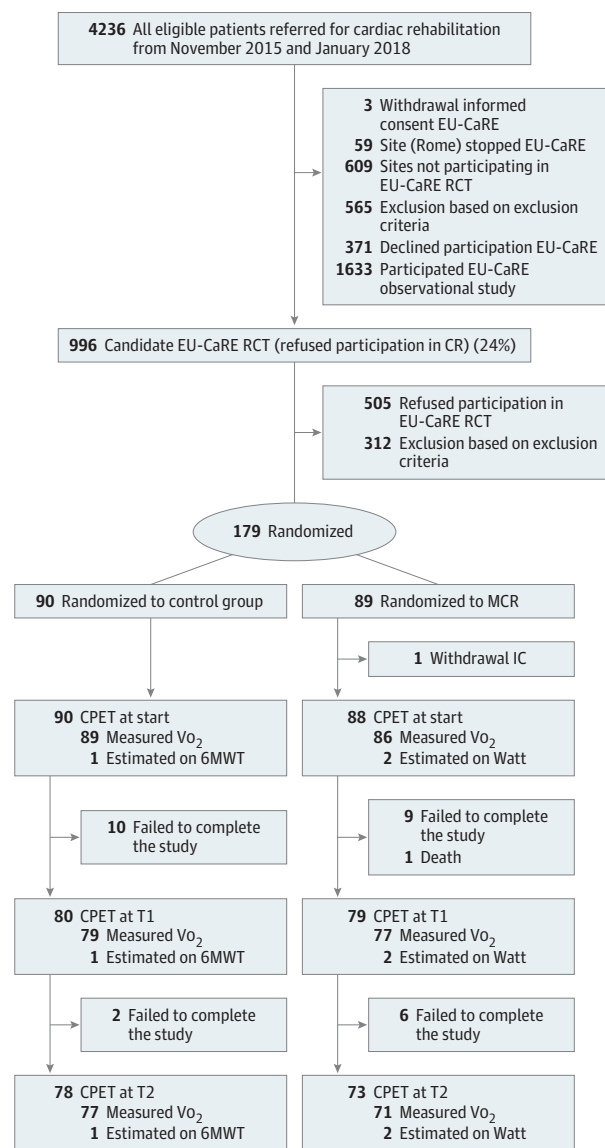 4236 All eligible patients referred for cardiac rehabilitation
from November 2015 and January 2018
3 Withdrawal informed
consent EU-CaRE
59 Site (Rome) stopped EU-CaRE
609 Sites not participating in
EU-CaRE RCT
565 Exclusion based on exclusion
criteria
371 Declined participation EU-CaRE
1633 Participated EU-CaRE
observational study
996 Candidate EU-CaRE RCT (refused participation in CR) (24%)
505 Refused participation in
EU-CaRE RCT
312 Exclusion based on exclusion
criteria
179 Randomized
90 Randomized to control group
89 Randomized to MCR
1 Withdrawal IC
90 CPET at start
89 Measured Vo2
1 Estimated on 6MWT
88 CPET at start
86 Measured Vo2
2 Estimated on Watt
10 Failed to complete
the study
9 Failed to complete
the study
1 Death
80 CPET at T1
79 Measured Vo2
1 Estimated on 6MWT
79 CPET at T1
77 Measured Vo2
2 Estimated on Watt
2 Failed to complete
the study
6 Failed to complete
the study
78 CPET at T2
77 Measured Vo2
1 Estimated on 6MWT
73 CPET at T2
71 Measured Vo2
2 Estimated on Watt